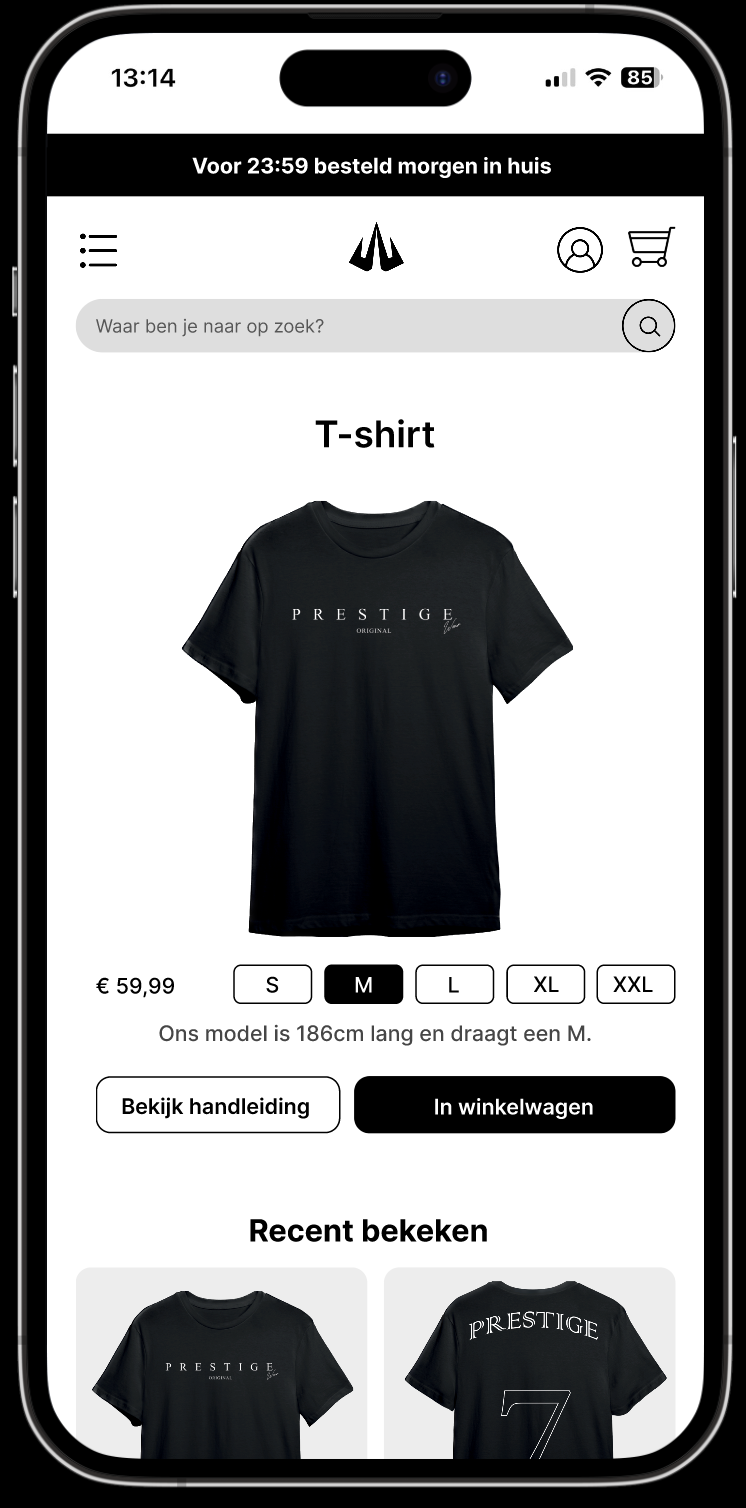 13:14
85
Voor 23:59 besteld morgen in huis
Waar ben je naar op zoek?
T-shirt
PRESTIGE
ORIGINAL
Wear
€ 59,99
S
M
L
XL
XXL
Ons model is 186cm lang en draagt een M.
Bekijk handleiding
In winkelwagen
Recent bekeken
PRESTIGE
ORIGINAL
Wear
PRESTIGE
7